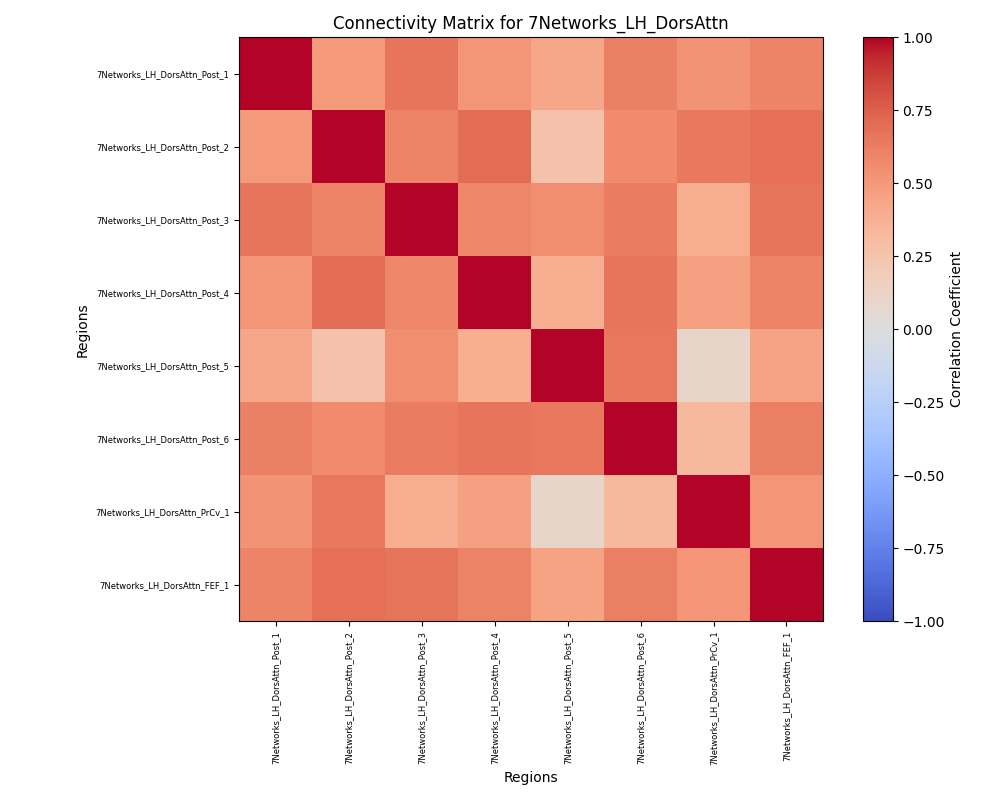 Connectivity Matrix for 7Networks_LH_DorsAttn
7Networks_LH_DorsAttn_Post_1
7Networks_LH_DorsAttn_Post_2
7Networks_LH_DorsAttn_Post_3
7Networks_LH_DorsAttn_Post_4
7Networks_LH_DorsAttn_Post_5
7Networks_LH_DorsAttn_Post_6
7Networks_LH_DorsAttn_PrCv_1
7Networks_LH_DorsAttn_FEF_1
Regions
7Networks_LH_DorsAttn_Post_1
7Networks_LH_DorsAttn_Post_2
7Networks_LH_DorsAttn_Post_3
7Networks_LH_DorsAttn_Post_4
7Networks_LH_DorsAttn_Post_5
7Networks_LH_DorsAttn_Post_6
7Networks_LH_DorsAttn_PrCv_1
7Networks_LH_DorsAttn_FEF_1
Regions
1.00
0.75
0.50
0.25
0.00
−0.25
−0.50
−0.75
−1.00
Correlation Coefficient